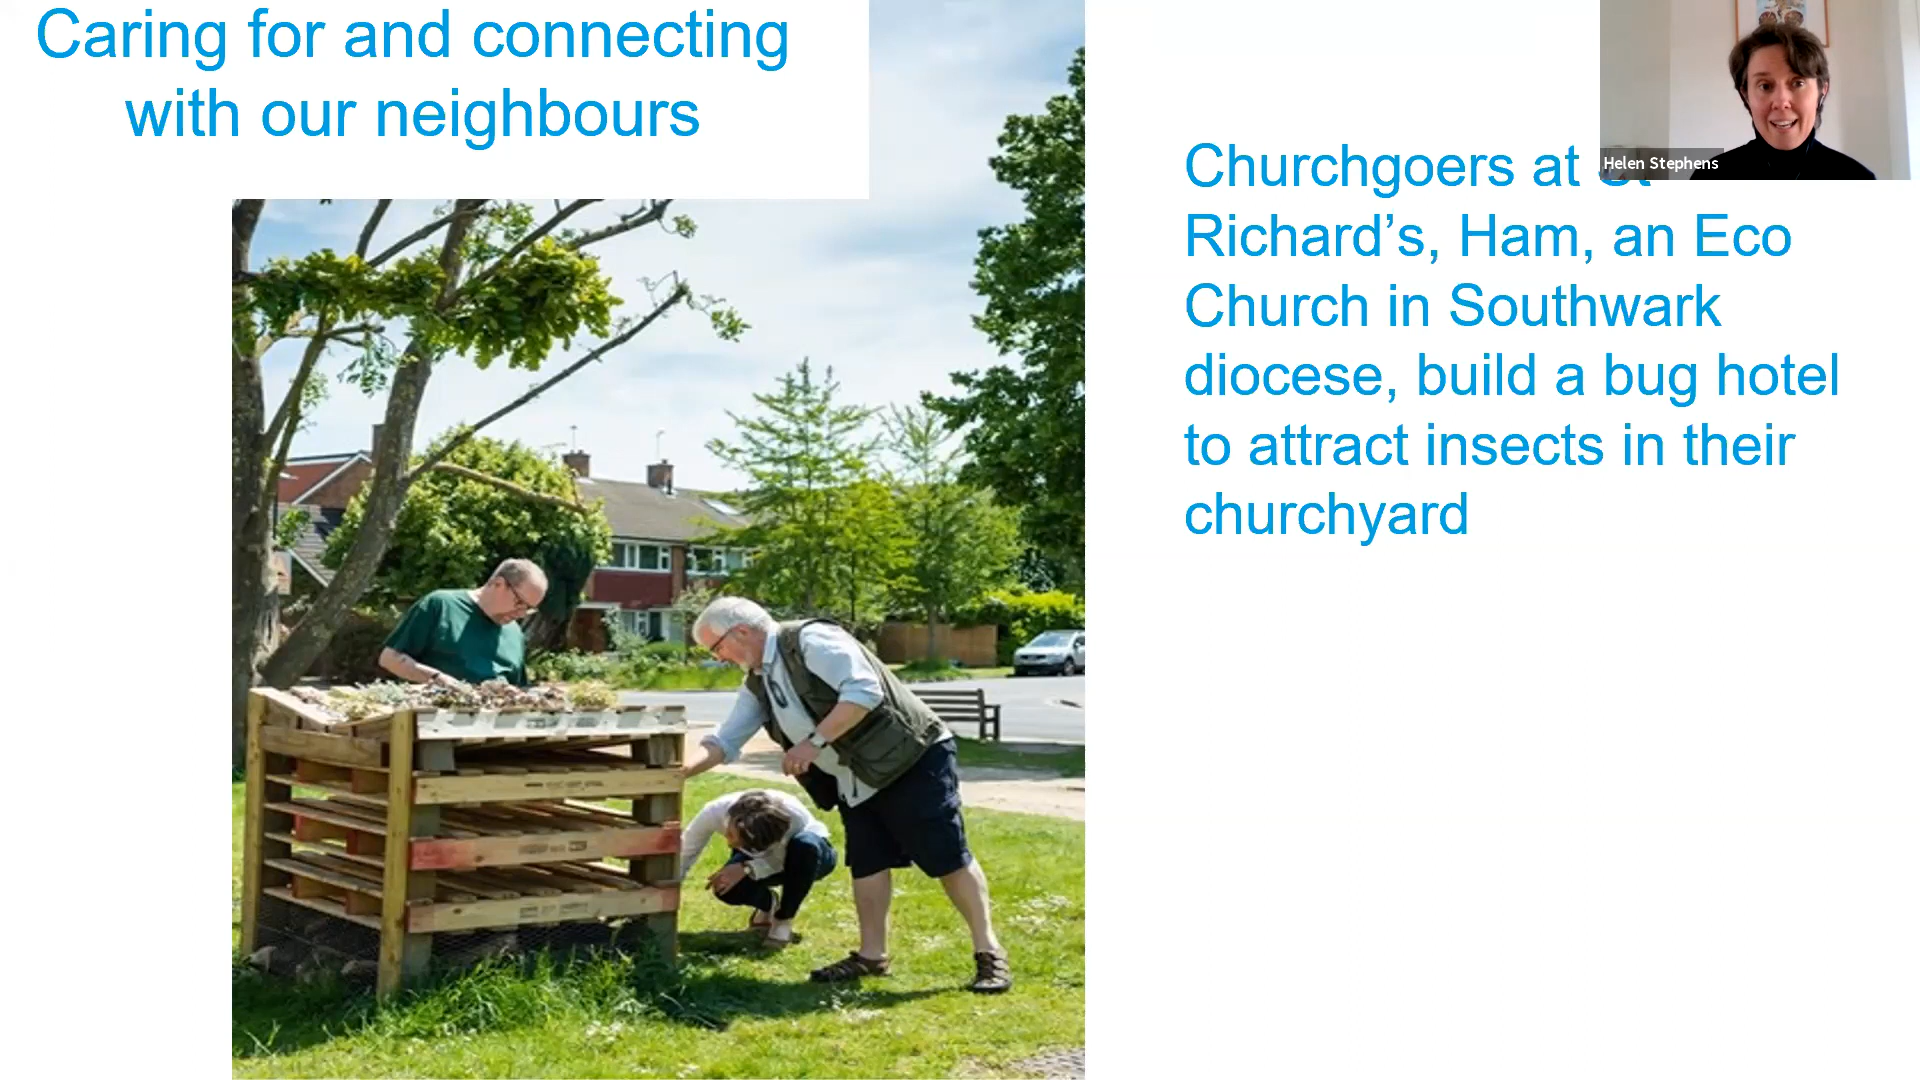 Caring for and connecting
with our neighbours
Helen Stephens
Churchgoers at St
Richard’s, Ham, an Eco
Church in Southwark
diocese, build a bug hotel
to attract insects in their
churchyard